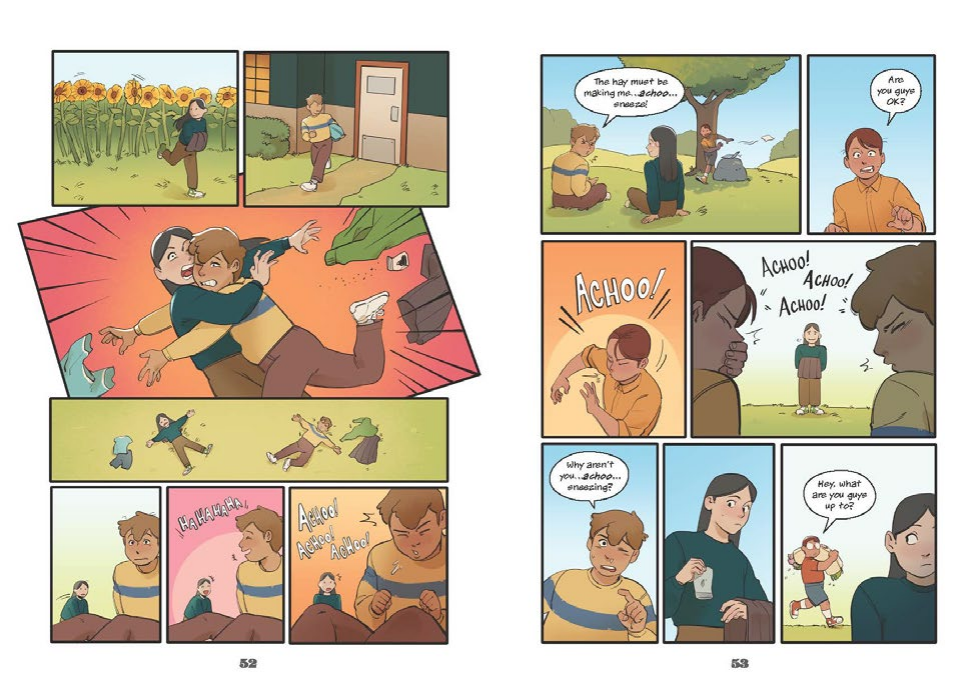 HAHAHAHA!
ACHOO!
ACHOO!
ACHOO!
52
The hay must be
making me...achoo...
sneeze!
Are
you guys
OK?
ACHOO!
ACHOO!
ACHOO!
ACHOO!
Why aren't
you...achoo...
sneezing?
Hey, what
are you guys
up to?
53